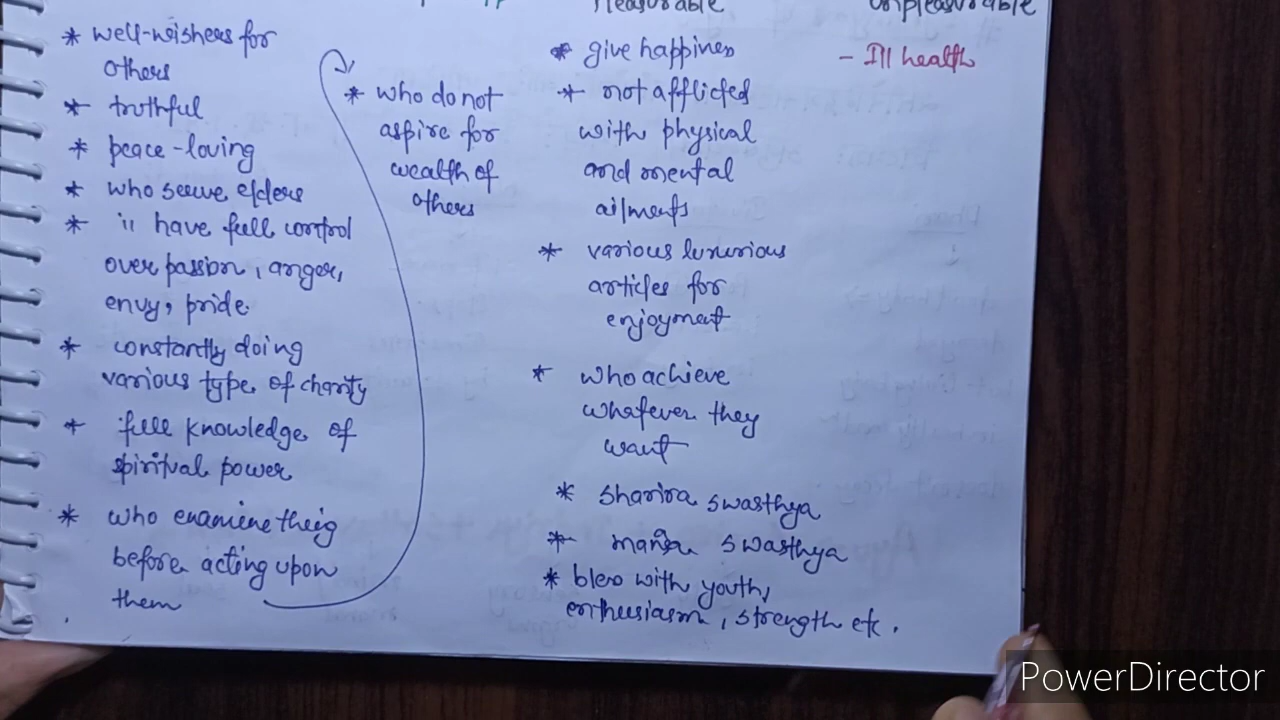 Pleasurable
Unpleasurable
* well-wishers for
others
* truthful
* peace-loving
* who serve elders
* 11 have full control
over passion, anger,
envy, pride.
* constantly doing
various type of charity
* full knowledge of
spiritual power
* who examine thing
before acting upon
them
* who do not
aspire for
wealth of
others
* give happiness
* not afflicted
with physical
and mental
ailments
* various luxurious
articles for
enjoyment
* who achieve
whatever they
want
* sharira swasthya
* mansa swasthya
* bless with youth,
enthusiasm, strength etc.
- Ill health
PowerDirector